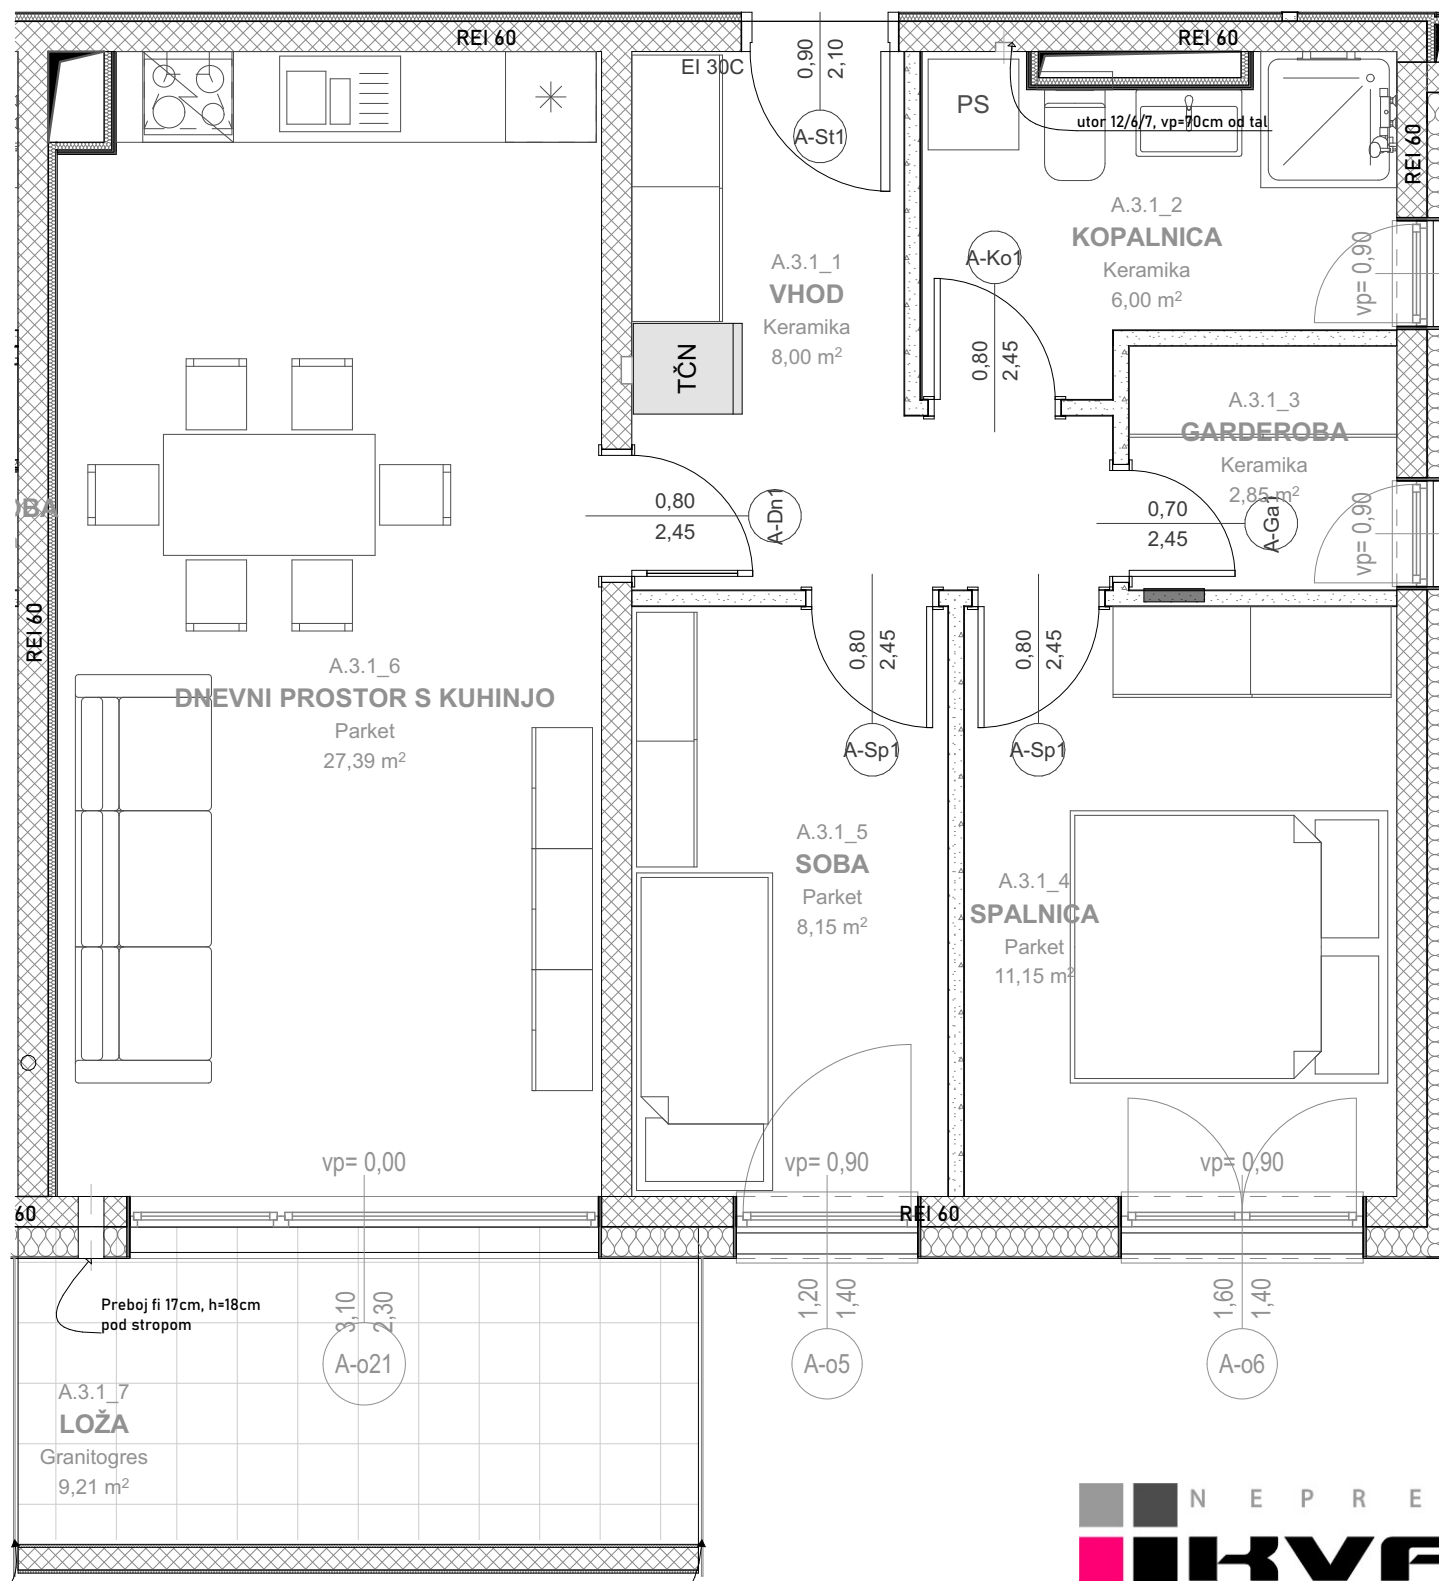 REI 60
REI 60
EI 30C
0,90
2,10
A-St1
PS
utor 12/6/7, vp=70cm od tal
REI 60
A.3.1_2
KOPALNICA
Keramika
6,00 m²
A-Ko1
0,80
2,45
vp= 0,90
A.3.1_1
VHOD
Keramika
8,00 m²
TČN
A.3.1_3
GARDEROBA
Keramika
2,85 m²
0,80
2,45
A-Dn1
0,70
2,45
A-Ga1
vp= 0,90
REI 60
A.3.1_6
DNEVNI PROSTOR S KUHINJO
Parket
27,39 m²
0,80
2,45
A-Sp1
0,80
2,45
A-Sp1
A.3.1_5
SOBA
Parket
8,15 m²
A.3.1_4
SPALNICA
Parket
11,15 m²
vp= 0,00
vp= 0,90
vp= 0,90
60
REI 60
Preboj fi 17cm, h=18cm
pod stropom
3,10
2,30
A-o21
1,20
1,40
A-o5
1,60
1,40
A-o6
A.3.1_7
LOŽA
Granitogres
9,21 m²
N E P R E